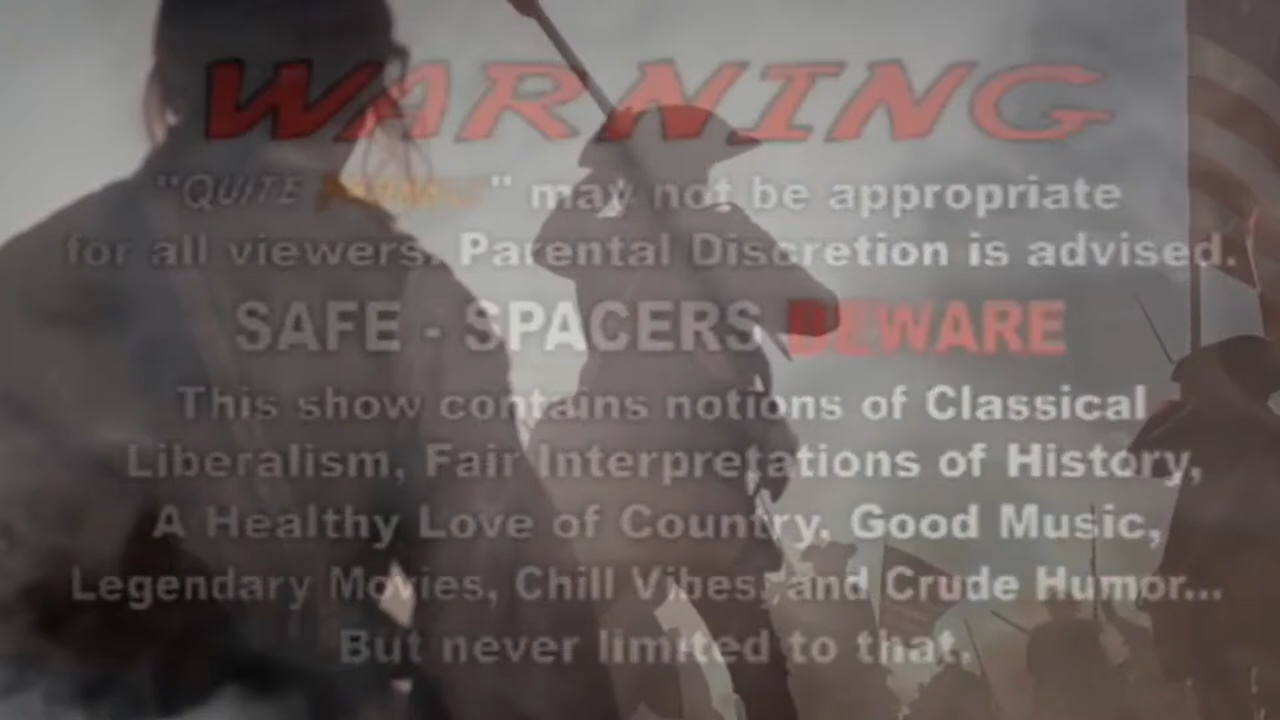 WARNING
"QUITE " may not be appropriate
for all viewers. Parental Discretion is advised.
SAFE - SPACERS BEWARE
This show contains notions of Classical
Liberalism, Fair Interpretations of History,
A Healthy Love of Country, Good Music,
Legendary Movies, Chill Vibes, and Crude Humor...
But never limited to that.